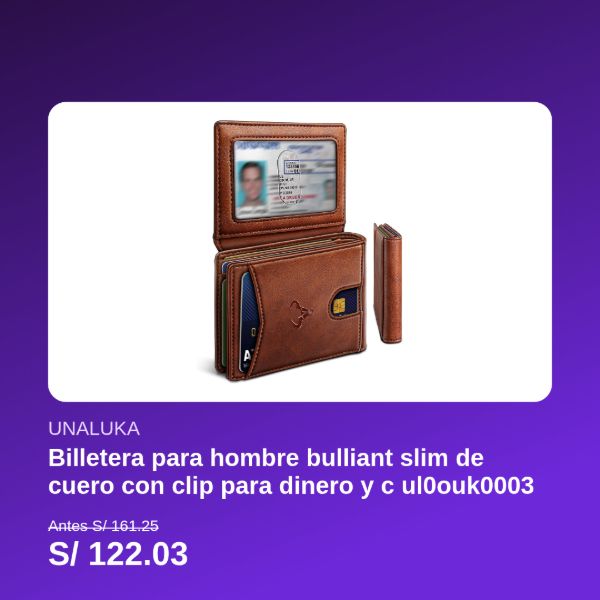 UNALUKA
Billetera para hombre bulliant slim de
cuero con clip para dinero y c ul0ouk0003
Antes S/ 161.25
S/ 122.03